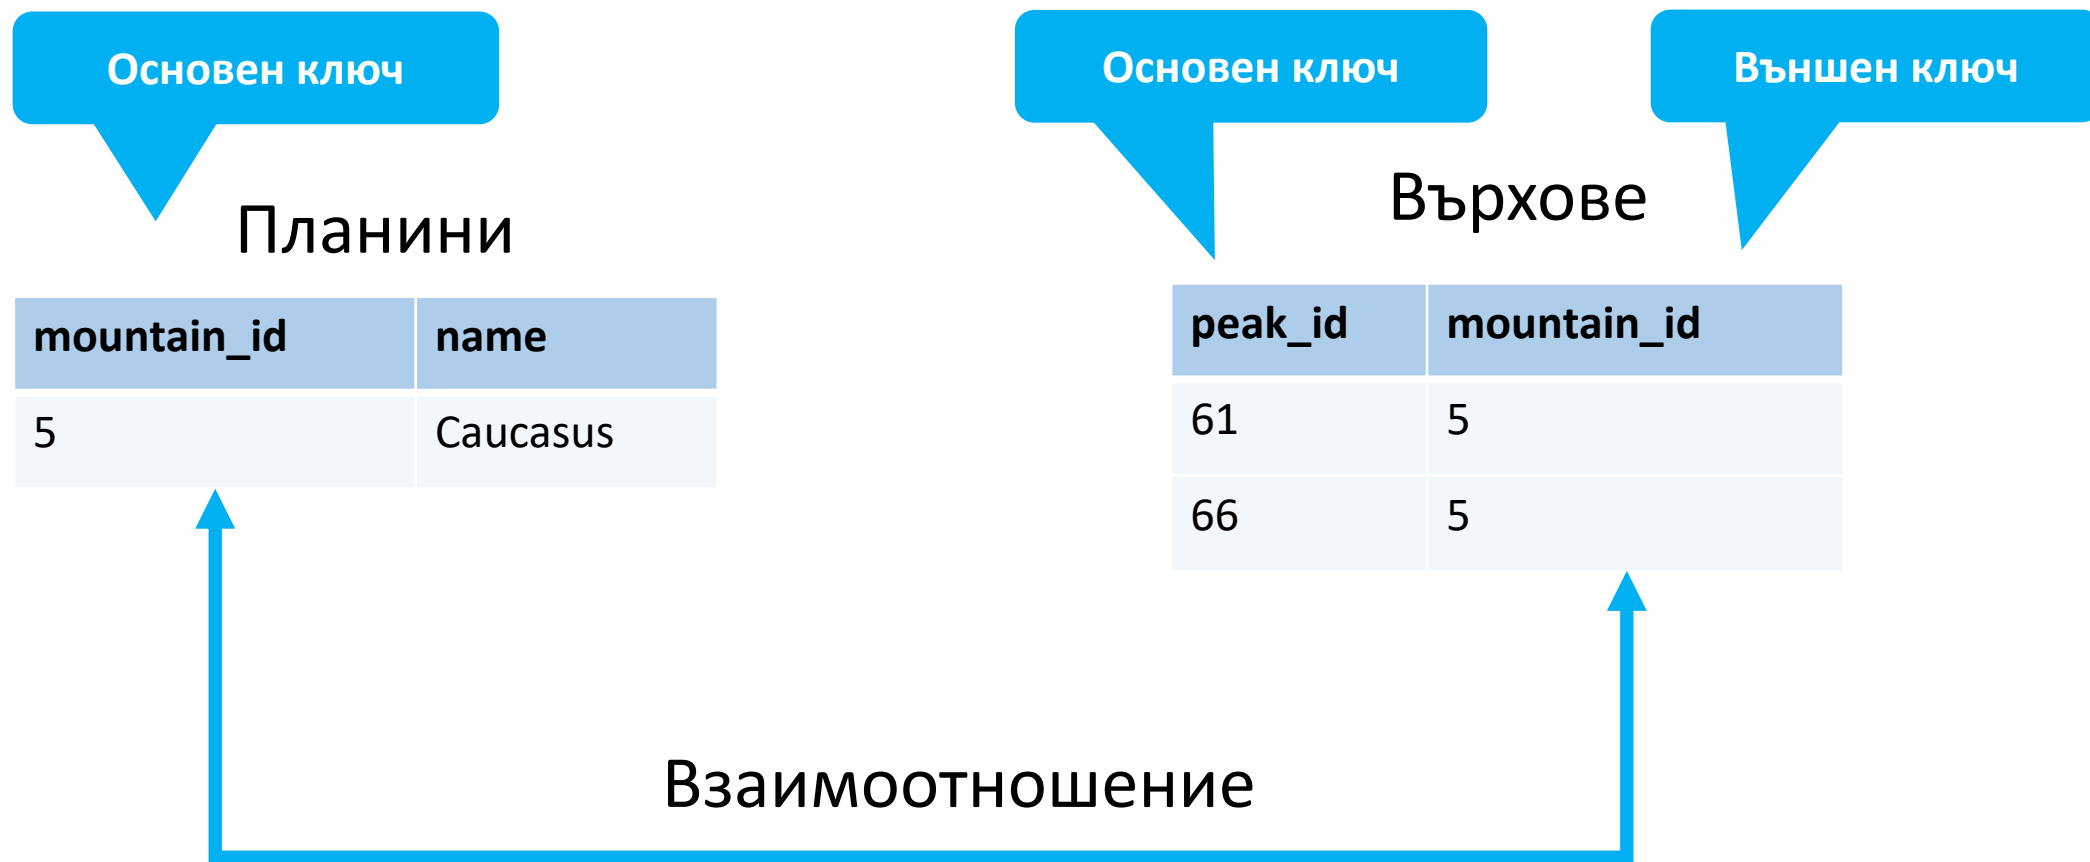 Основен ключ
Основен ключ
Външен ключ
Планини
Върхове
mountain_id name
5 Caucasus
peak_id mountain_id
61 5
66 5
Взаимоотношение